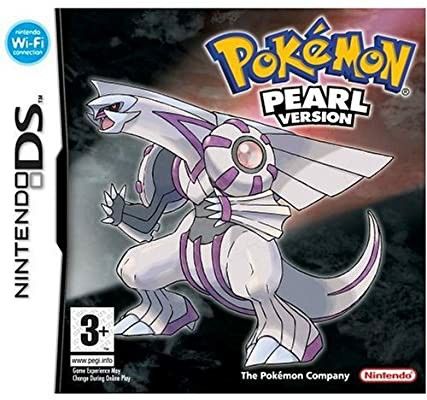 nintendo
Wi-Fi
connection
POKéMON
®
PEARL
VERSION
NINTENDO DS™
3+
www.pegi.info
Game Experience May
Change During Online Play
The Pokémon Company
Nintendo